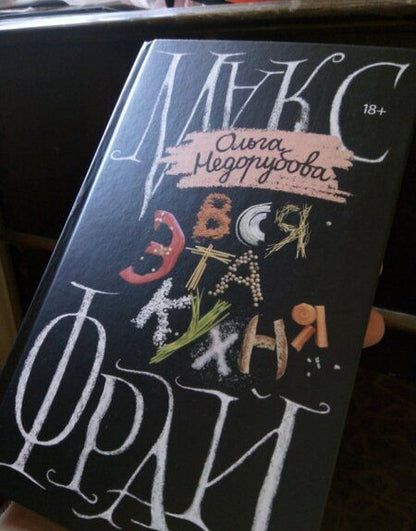 МАКС
18+
Ольга
Недорубова
ВСЯ
ЭТА
КУХНЯ
ФРАЙ